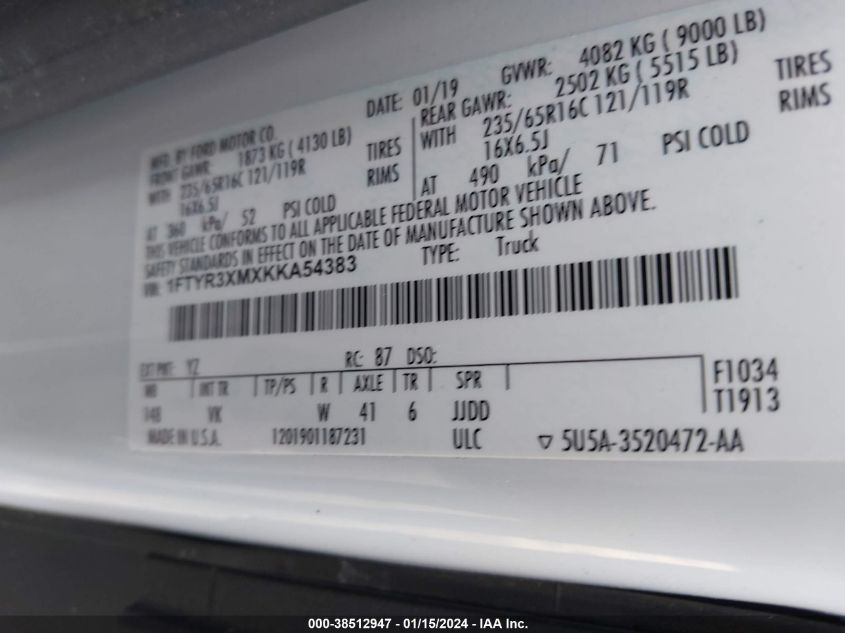 MFD. BY FORD MOTOR CO. DATE: 01/19 GVWR: 4082 KG ( 9000 LB)
FRONT GAWR: 1873 KG ( 4130 LB) REAR GAWR: 2502 KG ( 5515 LB)
WITH 235/65R16C 121/119R TIRES WITH 235/65R16C 121/119R TIRES
16X6.5J RIMS 16X6.5J RIMS
AT 360 kPa/ 52 PSI COLD AT 490 kPa/ 71 PSI COLD
THIS VEHICLE CONFORMS TO ALL APPLICABLE FEDERAL MOTOR VEHICLE
SAFETY STANDARDS IN EFFECT ON THE DATE OF MANUFACTURE SHOWN ABOVE.
VIN: 1FTYR3XMXKKA54383 TYPE: Truck
EXT PNT: YZ RC: 87 DSO:
WB INT TR TP/PS R AXLE TR SPR F1034
148 VK W 41 6 JJDD T1913
MADE IN U.S.A. 1201901187231 ULC ▽ 5U5A-3520472-AA
000-38512947 - 01/15/2024 - IAA Inc.